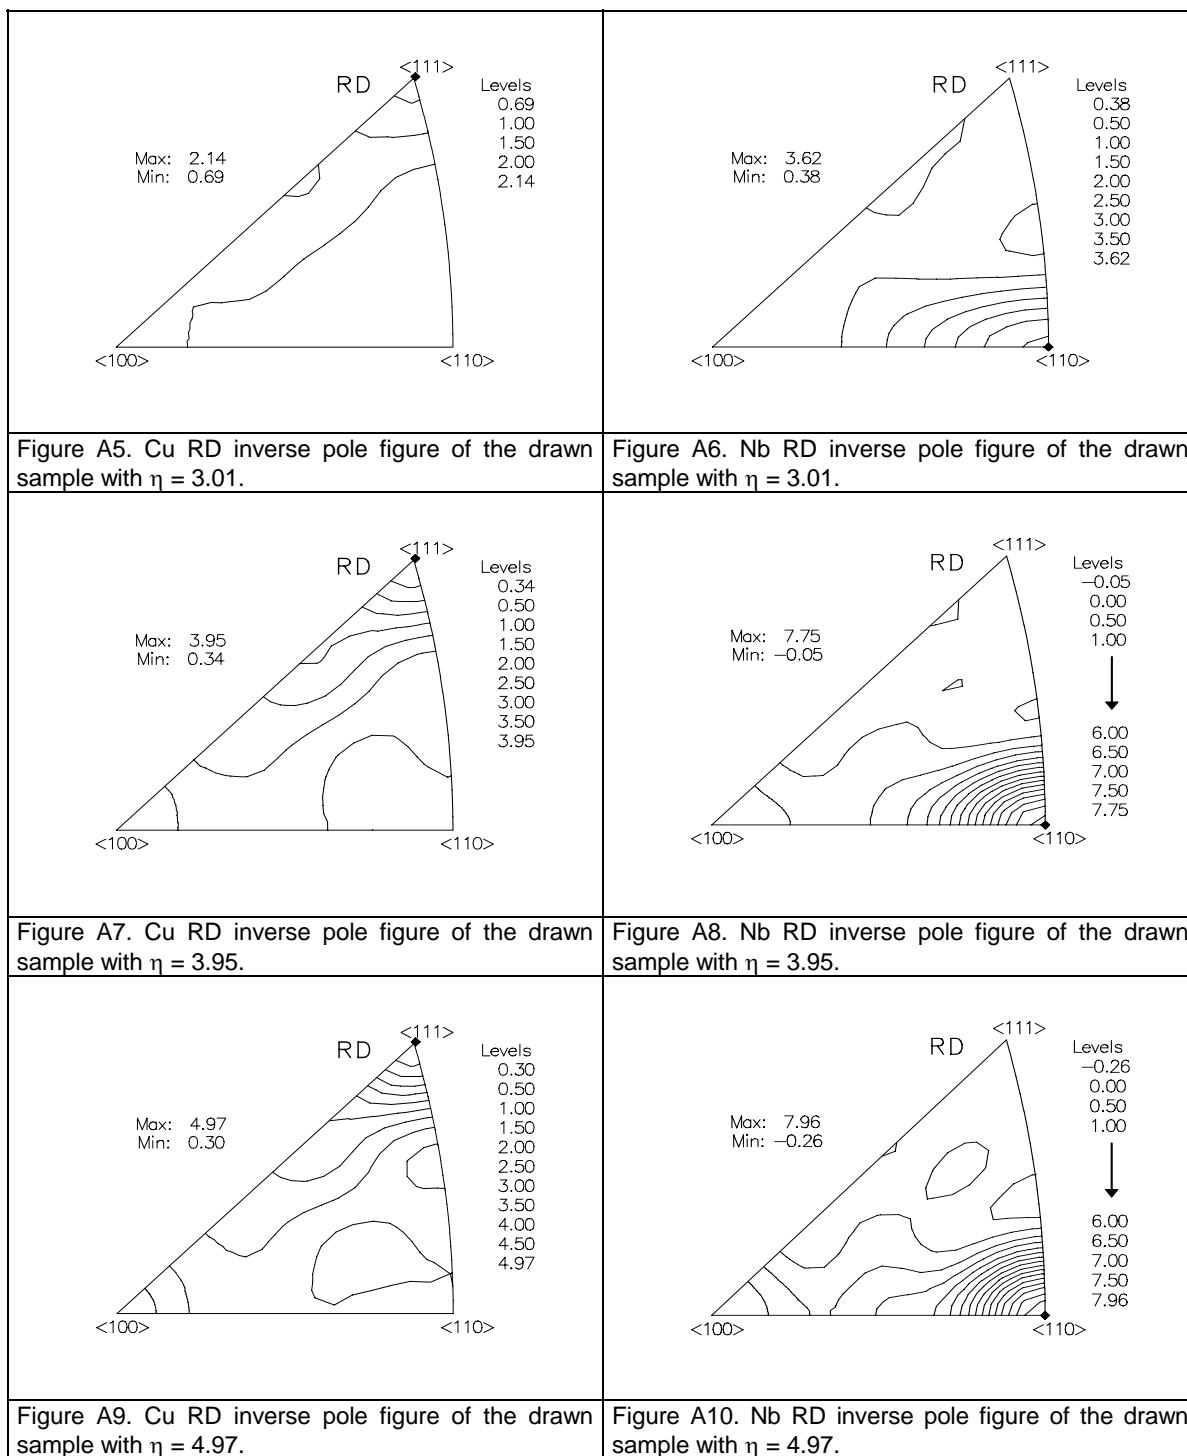 <111>
RD
Levels
0.69
1.00
1.50
2.00
2.14
Max: 2.14
Min: 0.69
<100>
<110>
Figure A5. Cu RD inverse pole figure of the drawn
sample with η = 3.01.
<111>
RD
Levels
0.38
0.50
1.00
1.50
2.00
2.50
3.00
3.50
3.62
Max: 3.62
Min: 0.38
<100>
<110>
Figure A6. Nb RD inverse pole figure of the drawn
sample with η = 3.01.
<111>
RD
Levels
0.34
0.50
1.00
1.50
2.00
2.50
3.00
3.50
3.95
Max: 3.95
Min: 0.34
<100>
<110>
Figure A7. Cu RD inverse pole figure of the drawn
sample with η = 3.95.
<111>
RD
Levels
−0.05
0.00
0.50
1.00
6.00
6.50
7.00
7.50
7.75
Max: 7.75
Min: −0.05
<100>
<110>
Figure A8. Nb RD inverse pole figure of the drawn
sample with η = 3.95.
<111>
RD
Levels
0.30
0.50
1.00
1.50
2.00
2.50
3.00
3.50
4.00
4.50
4.97
Max: 4.97
Min: 0.30
<100>
<110>
Figure A9. Cu RD inverse pole figure of the drawn
sample with η = 4.97.
<111>
RD
Levels
−0.26
0.00
0.50
1.00
6.00
6.50
7.00
7.50
7.96
Max: 7.96
Min: −0.26
<100>
<110>
Figure A10. Nb RD inverse pole figure of the drawn
sample with η = 4.97.